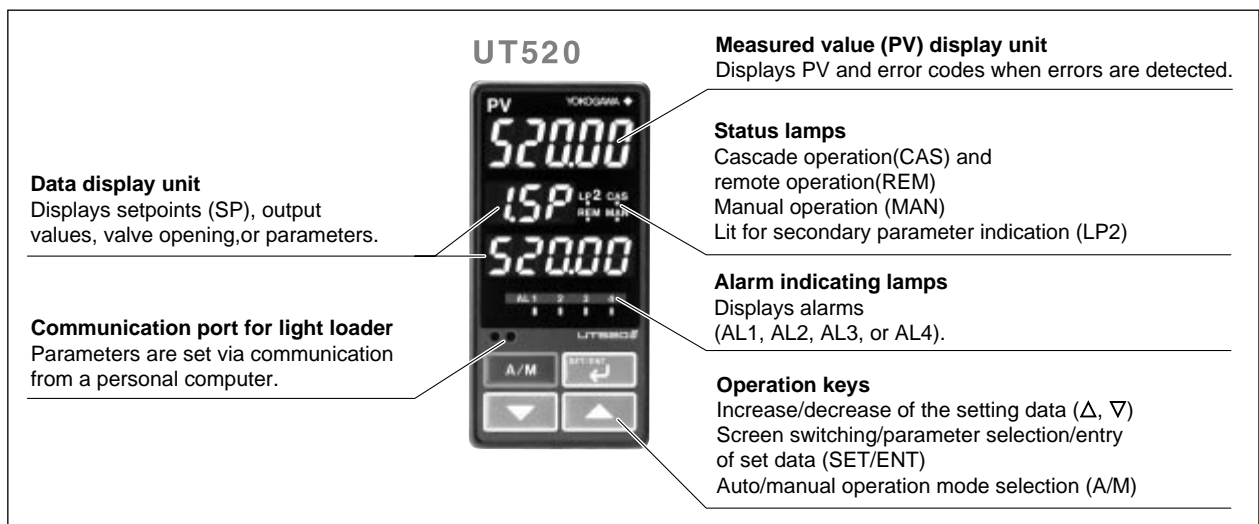 UT520
Measured value (PV) display unit
Displays PV and error codes when errors are detected.
Status lamps
Cascade operation(CAS) and
remote operation(REM)
Manual operation (MAN)
Lit for secondary parameter indication (LP2)
Alarm indicating lamps
Displays alarms
(AL1, AL2, AL3, or AL4).
Operation keys
Increase/decrease of the setting data (△, ▽)
Screen switching/parameter selection/entry
of set data (SET/ENT)
Auto/manual operation mode selection (A/M)
Data display unit
Displays setpoints (SP), output
values, valve opening,or parameters.
Communication port for light loader
Parameters are set via communication
from a personal computer.
PV YOKOGAWA
520.00
1.SP LP2 CAS
REM MAN
520.00
AL1 2 3 4
UT520
A/M SET/ENT